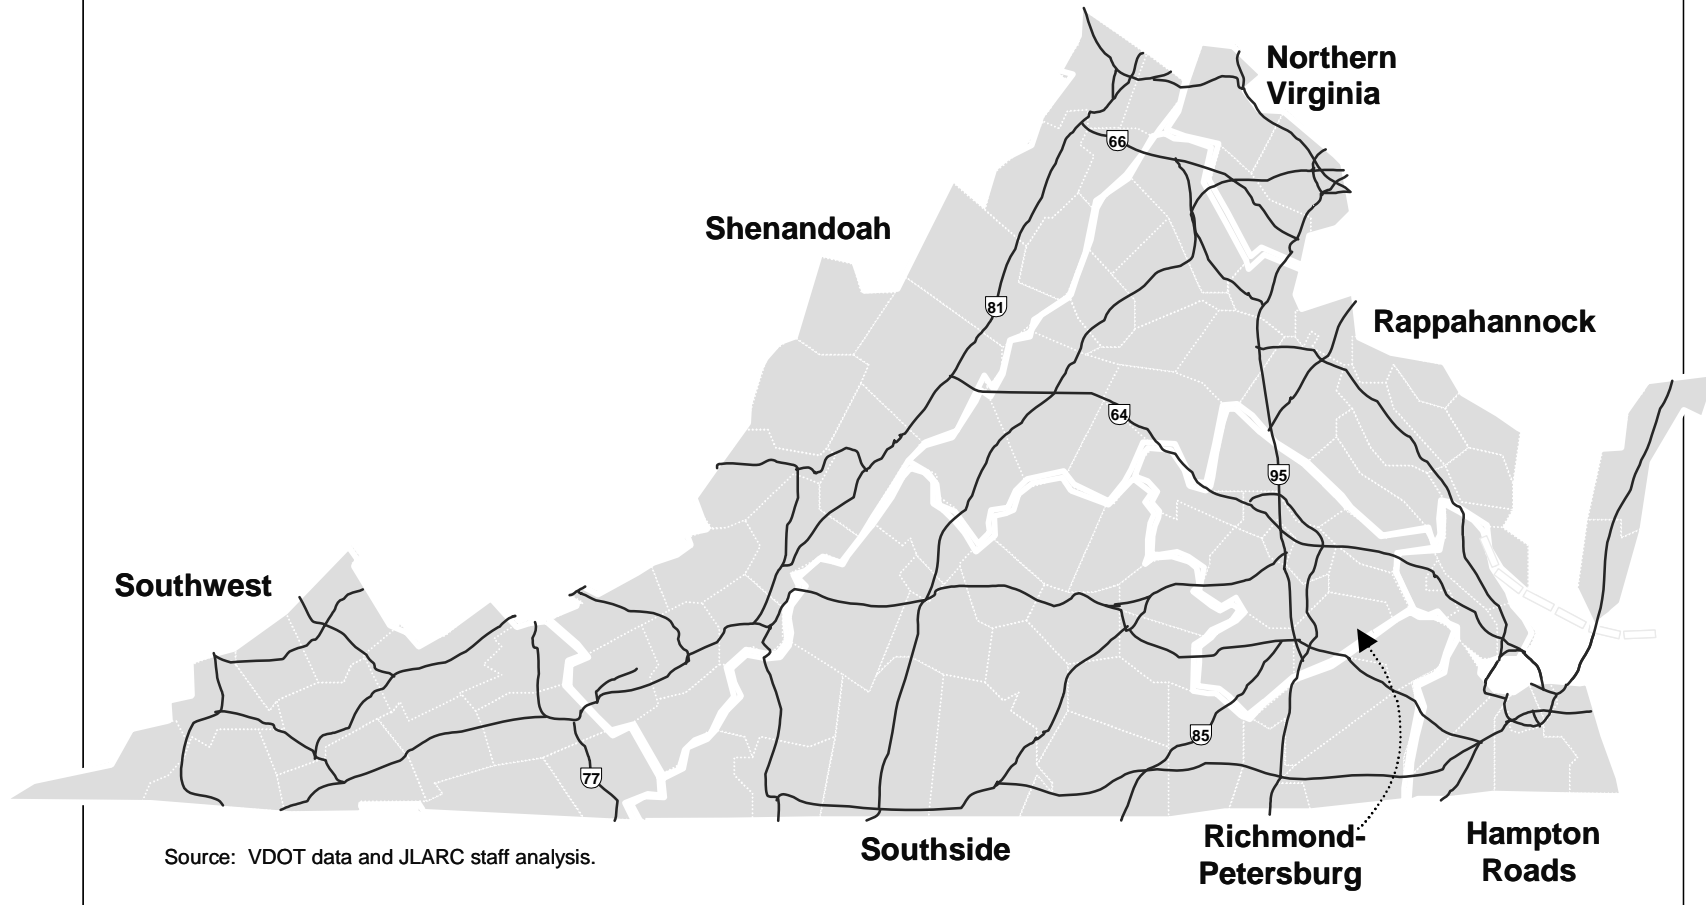 Northern
Virginia
66
Shenandoah
81
Rappahannock
64
95
Southwest
85
77
Richmond-
Petersburg
Hampton
Roads
Southside
Source:  VDOT data and JLARC staff analysis.